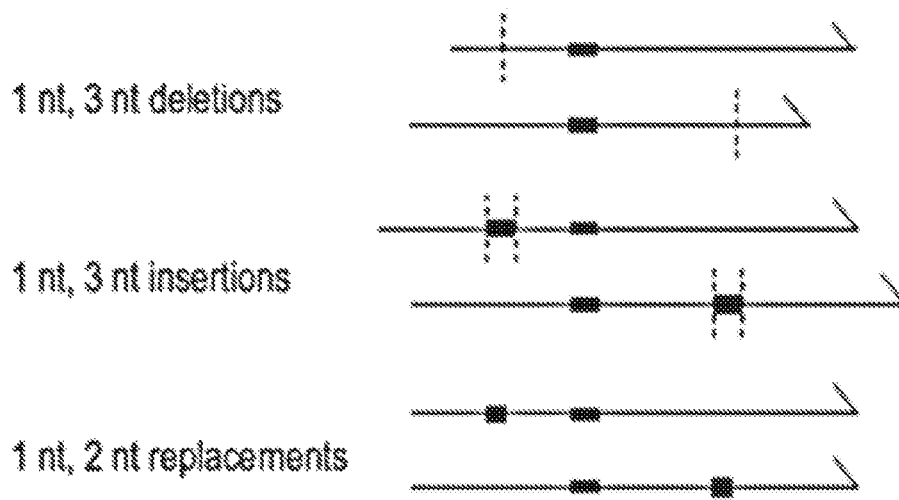 1 nt, 3 nt deletions
1 nt, 3 nt insertions
1 nt, 2 nt replacements